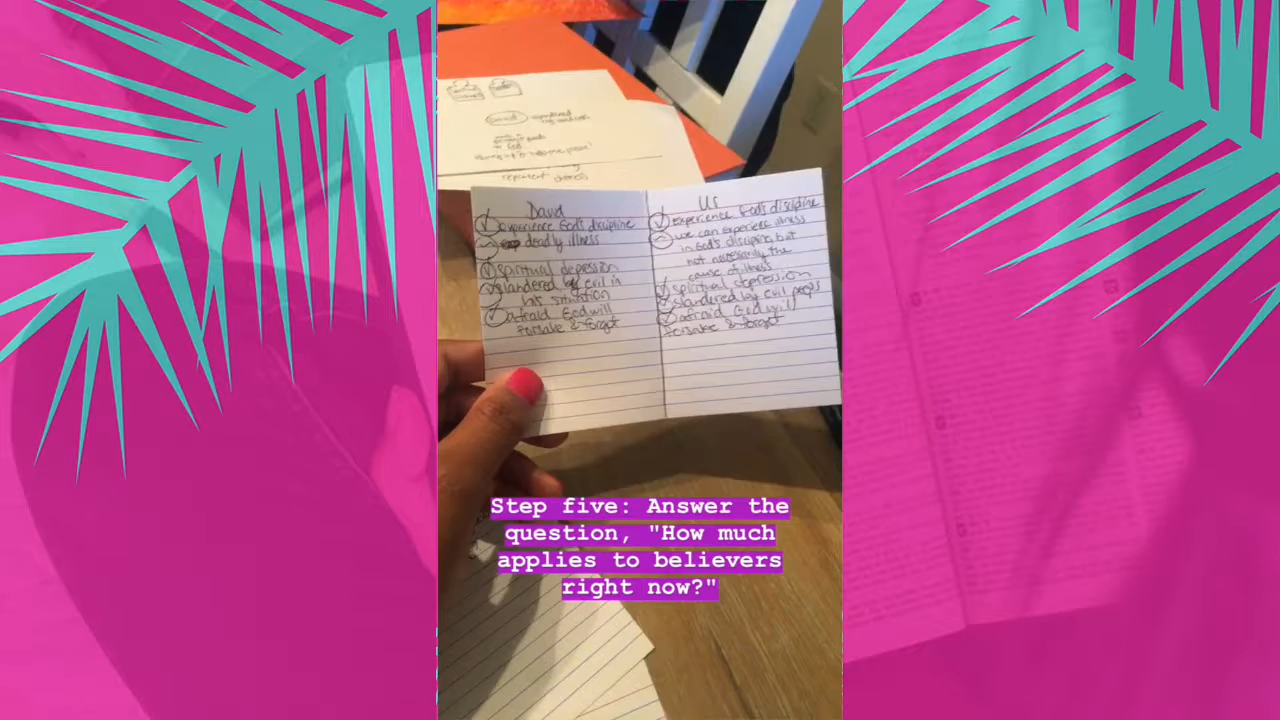 David
experience God's discipline
deadly illness
spiritual depression
slandered by evil in
his situation
afraid God will
forsake & forget
Us
experience God's discipline
we can experience illness
in God's discipline, but
not necessarily the
cause of illness
spiritual depression
slandered by evil people
afraid God will
forsake & forget
Step five: Answer the
question, "How much
applies to believers
right now?"